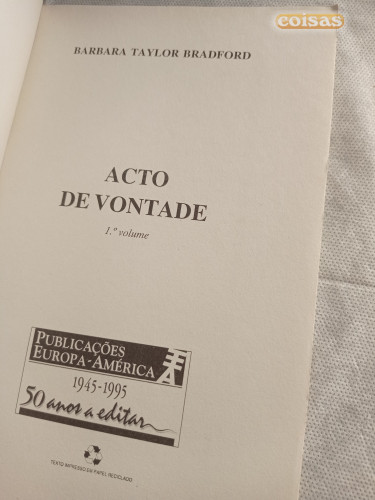 coisas
BARBARA TAYLOR BRADFORD
ACTO
DE VONTADE
1.º volume
PUBLICAÇÕES
EUROPA-AMÉRICA
1945-1995
50 anos a editar
TEXTO IMPRESSO EM PAPEL RECICLADO